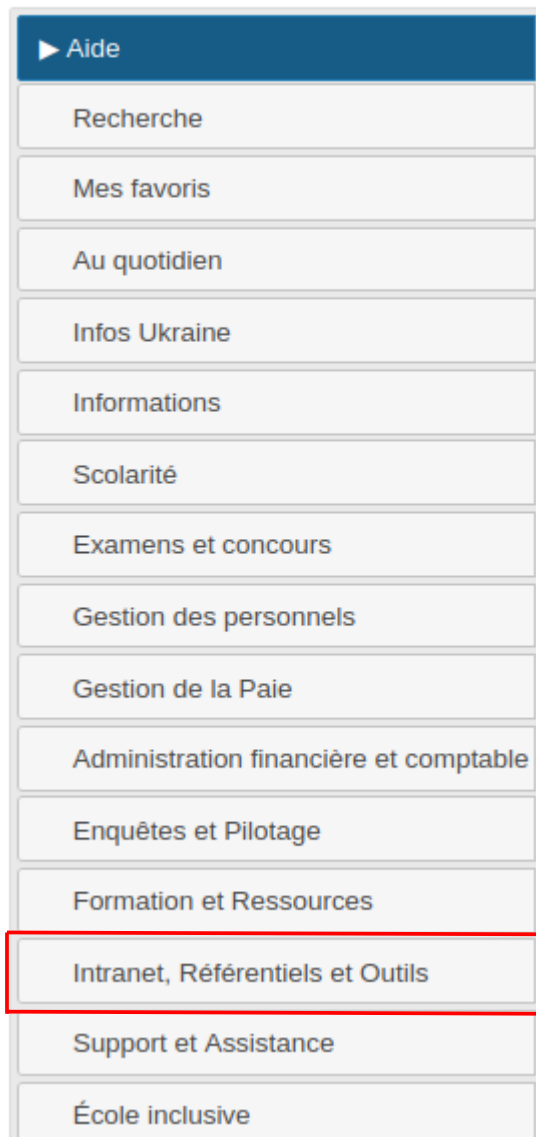 ▶ Aide
Recherche
Mes favoris
Au quotidien
Infos Ukraine
Informations
Scolarité
Examens et concours
Gestion des personnels
Gestion de la Paie
Administration financière et comptable
Enquêtes et Pilotage
Formation et Ressources
Intranet, Référentiels et Outils
Support et Assistance
École inclusive